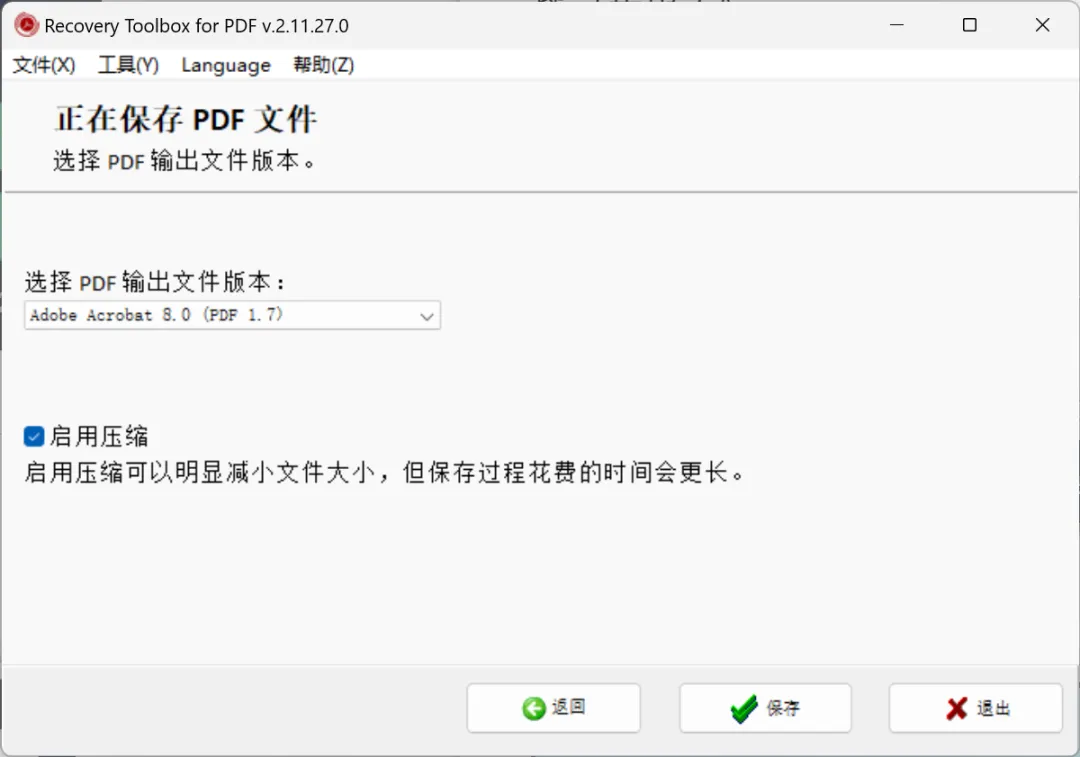 Recovery Toolbox for PDF v.2.11.27.0
文件(X) 工具(Y) Language 帮助(Z)
正在保存 PDF 文件
选择 PDF 输出文件版本。
选择 PDF 输出文件版本：
Adobe Acrobat 8.0 (PDF 1.7)
启用压缩
启用压缩可以明显减小文件大小，但保存过程花费的时间会更长。
返回 保存 退出